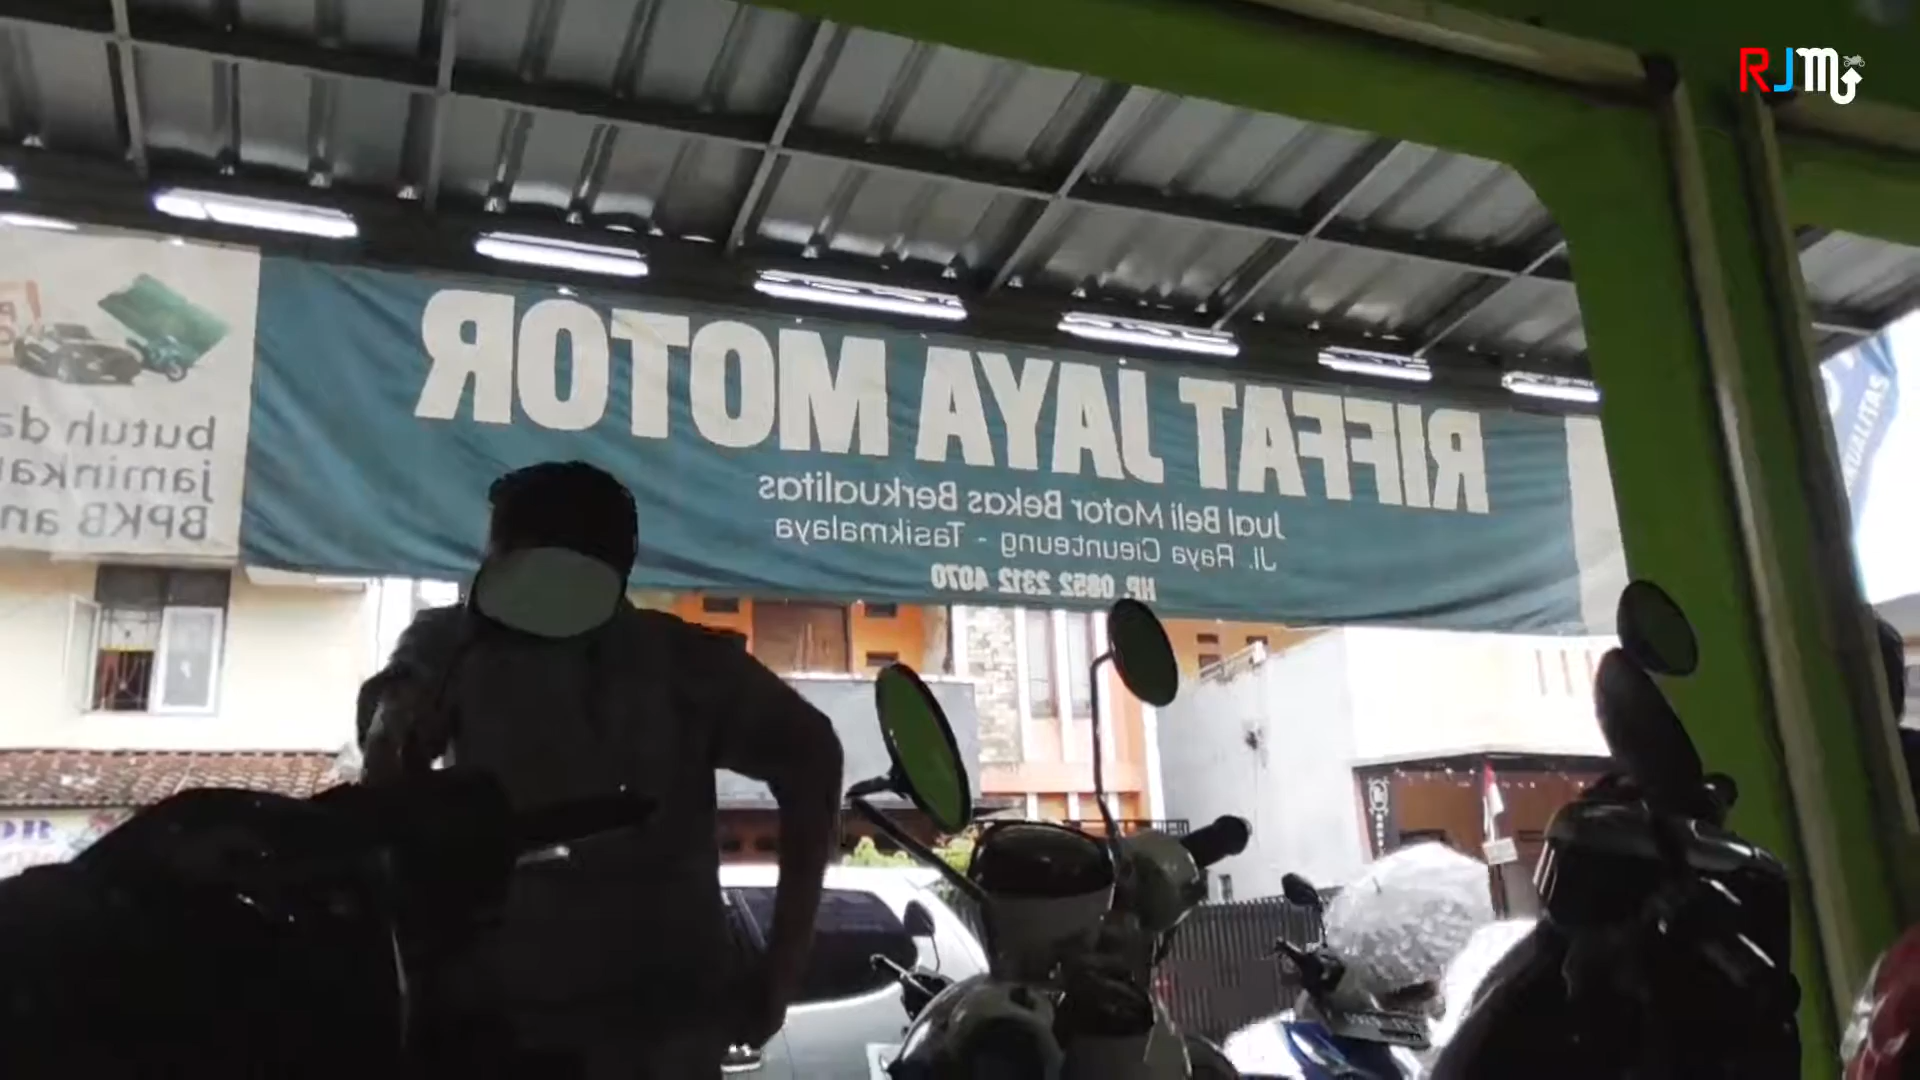 RJM
RIFFAT JAYA MOTOR
Jual Beli Motor Bekas Berkualitas
Jl. Raya Cieunteung - Tasikmalaya
HP. 0852 2312 4070
butuh da
jaminka
BPKB an
KUALITAS